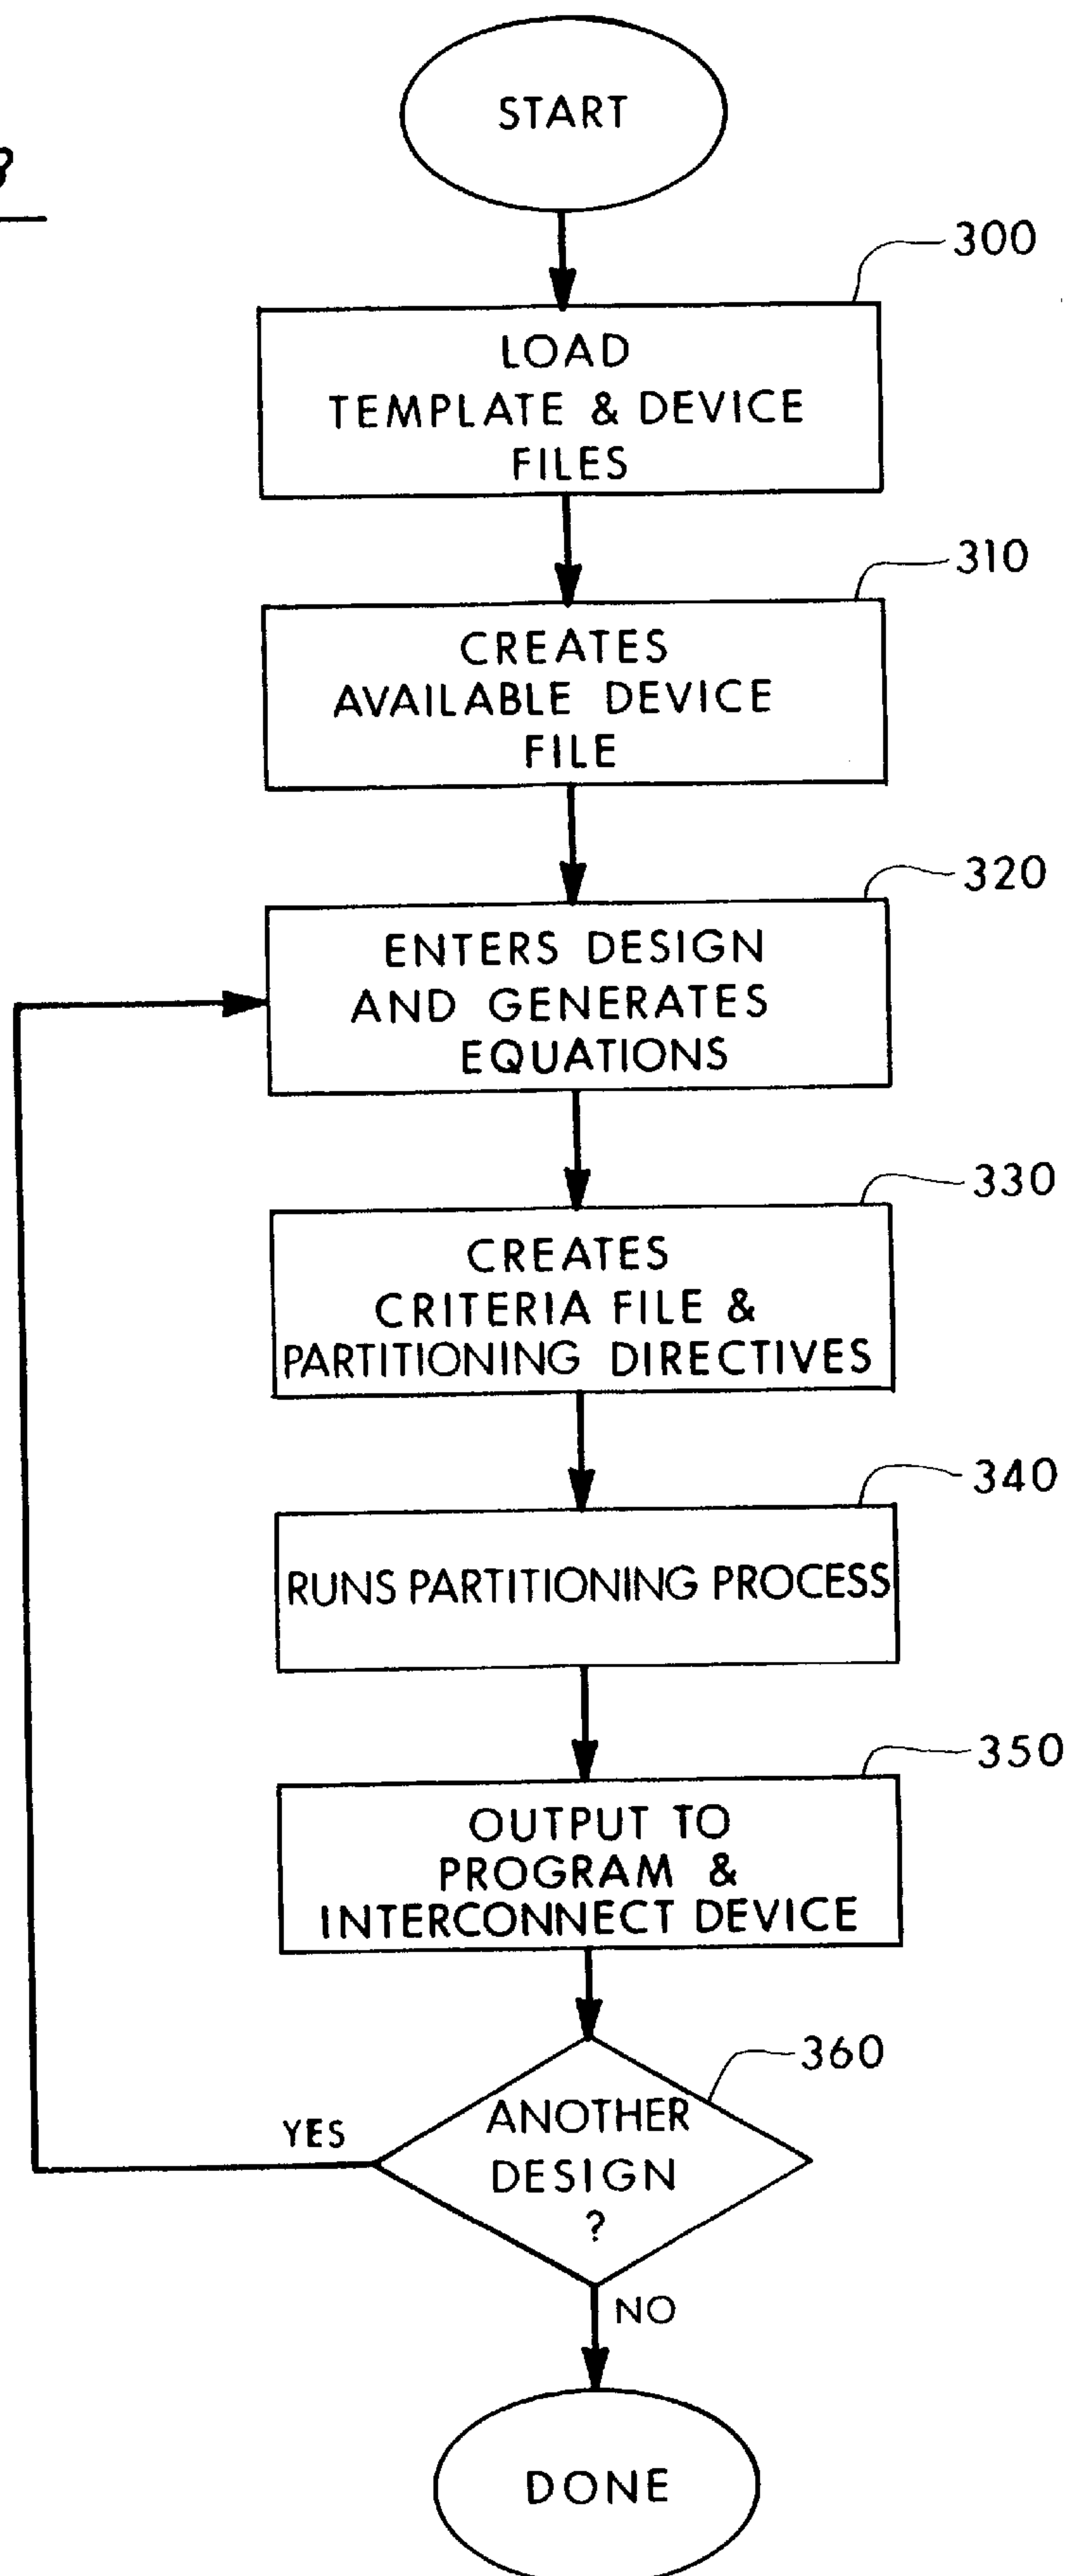 START
300
LOAD
TEMPLATE & DEVICE
FILES
310
CREATES
AVAILABLE DEVICE
FILE
320
ENTERS DESIGN
AND GENERATES
EQUATIONS
330
CREATES
CRITERIA FILE &
PARTITIONING DIRECTIVES
340
RUNS PARTITIONING PROCESS
350
OUTPUT TO
PROGRAM &
INTERCONNECT DEVICE
360
ANOTHER
DESIGN
?
YES
NO
DONE